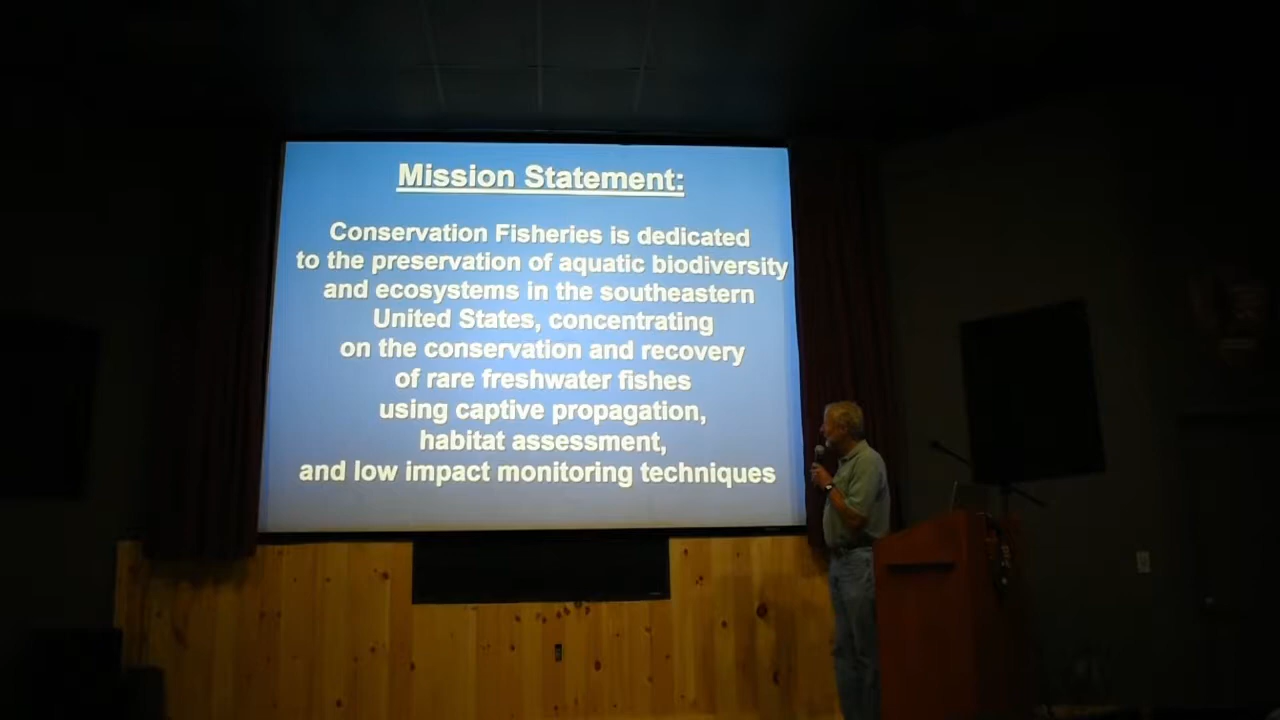 Mission Statement:
Conservation Fisheries is dedicated
to the preservation of aquatic biodiversity
and ecosystems in the southeastern
United States, concentrating
on the conservation and recovery
of rare freshwater fishes
using captive propagation,
habitat assessment,
and low impact monitoring techniques